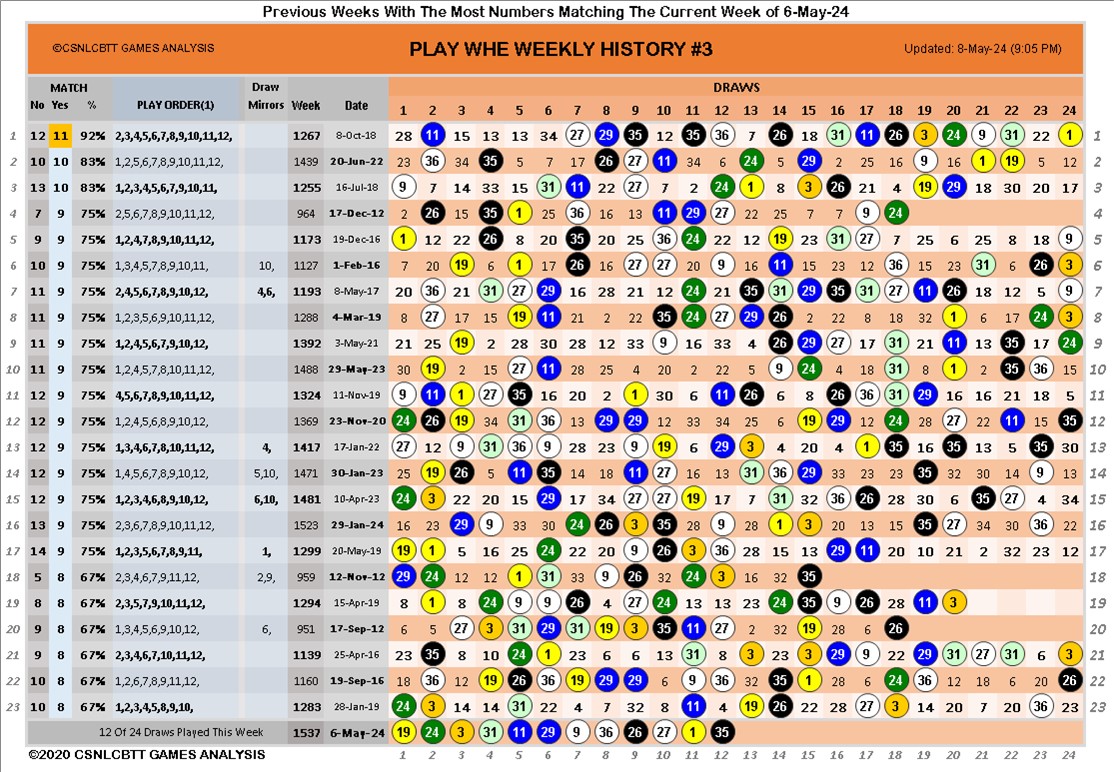 Previous Weeks With The Most Numbers Matching The Current Week of 6-May-24
©CSNLCBTT GAMES ANALYSIS PLAY WHE WEEKLY HISTORY #3 Updated: 8-May-24 (9:05 PM)
MATCH Draw DRAWS
No Yes % PLAY ORDER(1) Mirrors Week Date 1 2 3 4 5 6 7 8 9 10 11 12 13 14 15 16 17 18 19 20 21 22 23 24
1 12 11 92% 2,3,4,5,6,7,8,9,10,11,12, 1267 8-Oct-18 28 11 15 13 13 34 27 29 35 12 35 36 7 26 18 31 11 26 3 24 9 31 22 1 1
2 10 10 83% 1,2,5,6,7,8,9,10,11,12, 1439 20-Jun-22 23 36 34 35 5 7 17 26 27 11 34 6 24 5 29 2 25 16 9 16 1 19 5 12 2
3 13 10 83% 1,2,3,4,5,6,7,9,10,11, 1255 16-Jul-18 9 7 14 33 15 31 11 22 27 7 2 24 1 8 3 26 21 4 19 29 18 30 20 17 3
4 7 9 75% 2,5,6,7,8,9,10,11,12, 964 17-Dec-12 2 26 15 35 1 25 36 16 13 11 29 27 22 25 7 7 9 24 4
5 9 9 75% 1,2,4,7,8,9,10,11,12, 1173 19-Dec-16 1 12 22 26 8 20 35 20 25 36 24 22 8 19 23 31 27 7 25 6 25 8 18 9 5
6 10 9 75% 1,3,4,5,7,8,9,10,11, 10, 1127 1-Feb-16 7 20 19 6 1 17 26 16 27 27 20 9 14 11 15 23 12 36 15 23 31 6 26 3 6
7 11 9 75% 2,4,5,6,7,8,9,10,12, 4,6, 1193 8-May-17 20 36 21 31 27 29 16 28 21 12 24 20 35 31 29 35 31 27 11 26 18 12 5 9 7
8 11 9 75% 1,2,3,5,6,9,10,11,12, 1288 4-Mar-19 8 27 17 15 19 11 21 2 22 35 24 27 29 26 2 22 8 18 32 1 6 17 24 3 8
9 11 9 75% 1,2,4,5,6,7,9,10,12, 1392 3-May-21 21 25 19 2 28 30 28 12 33 9 16 33 4 26 29 27 17 31 21 11 13 35 17 24 9
10 11 9 75% 1,2,4,5,7,8,10,11,12, 1488 29-May-23 30 19 2 15 27 11 28 25 4 20 2 22 5 9 24 4 18 31 8 1 2 35 36 15 10
11 12 9 75% 4,5,6,7,8,9,10,11,12, 1324 11-Nov-19 9 11 1 27 35 16 20 2 1 30 6 11 26 6 8 26 36 31 29 16 16 21 18 5 11
12 12 9 75% 1,2,4,5,6,8,9,10,12, 1369 23-Nov-20 24 26 19 34 31 36 13 29 29 12 33 34 25 6 19 29 12 24 2 27 22 11 15 35 12
13 12 9 75% 1,3,4,6,7,8,10,11,12, 4, 1417 17-Jan-22 27 12 9 31 36 9 28 23 9 19 6 29 3 4 20 4 1 35 18 35 13 5 35 30 13
14 12 9 75% 1,4,5,6,7,8,9,10,12, 5,10, 1471 30-Jan-23 25 19 26 5 11 35 14 18 11 27 14 13 31 36 29 33 23 23 35 32 30 14 9 13 14
15 12 9 75% 1,2,3,4,6,8,9,10,12, 6,10, 1481 10-Apr-23 24 3 22 20 15 29 17 34 27 27 19 17 7 31 32 36 26 28 30 6 35 27 4 34 15
16 13 9 75% 2,3,6,7,8,9,10,11,12, 1523 29-Jan-24 16 23 29 9 33 30 24 26 3 35 28 9 14 1 3 20 13 15 35 27 34 30 36 22 16
17 14 9 75% 1,2,3,5,6,7,8,9,11, 1, 1299 20-May-19 19 1 5 16 25 24 22 20 9 26 3 36 28 15 13 29 11 20 10 21 2 32 23 12 17
18 5 8 67% 2,3,4,6,7,9,11,12, 2,9, 959 12-Nov-12 29 24 12 12 1 31 33 9 26 32 24 3 16 32 35 18
19 8 8 67% 2,3,5,7,9,10,11,12, 1294 15-Apr-19 8 1 8 24 9 9 26 4 27 24 13 13 23 24 35 9 26 28 11 3 19
20 9 8 67% 1,3,4,5,6,9,10,12, 6, 951 17-Sep-12 6 5 27 3 31 29 31 19 3 35 11 27 2 32 19 28 6 26 20
21 9 8 67% 2,3,4,6,7,10,11,12, 1139 25-Apr-16 23 35 8 10 24 1 23 6 6 13 31 8 3 23 3 29 9 22 29 31 27 31 6 3 21
22 10 8 67% 1,2,6,7,8,9,11,12, 1160 19-Sep-16 18 36 12 19 26 36 19 29 29 6 9 36 14 35 1 28 6 24 36 12 18 6 20 26 22
23 10 8 67% 1,2,3,4,5,8,9,10, 1283 28-Jan-19 24 3 14 14 31 22 4 7 32 8 11 4 19 26 22 28 27 3 14 20 7 20 36 23 23
12 Of 24 Draws Played This Week 1537 6-May-24 19 24 3 31 11 29 9 36 26 27 1 35
©2020 CSNLCBTT GAMES ANALYSIS 1 2 3 4 5 6 7 8 9 10 11 12 13 14 15 16 17 18 19 20 21 22 23 24